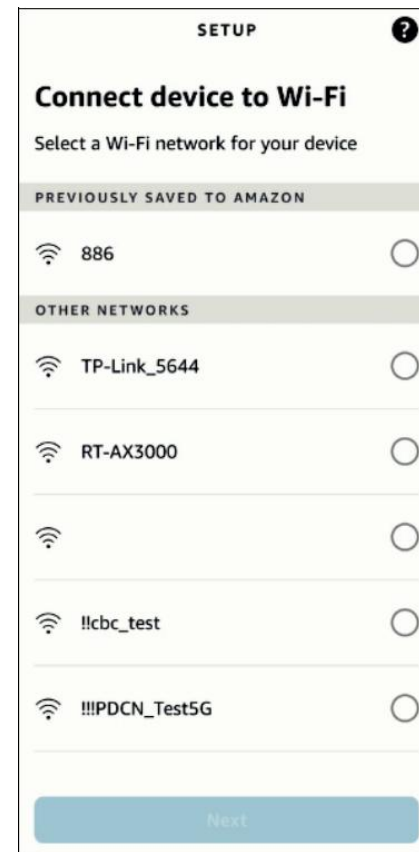 SETUP
?
Connect device to Wi-Fi
Select a Wi-Fi network for your device
PREVIOUSLY SAVED TO AMAZON
886
OTHER NETWORKS
TP-Link_5644
RT-AX3000
!!cbc_test
!!!PDCN_Test5G
Next